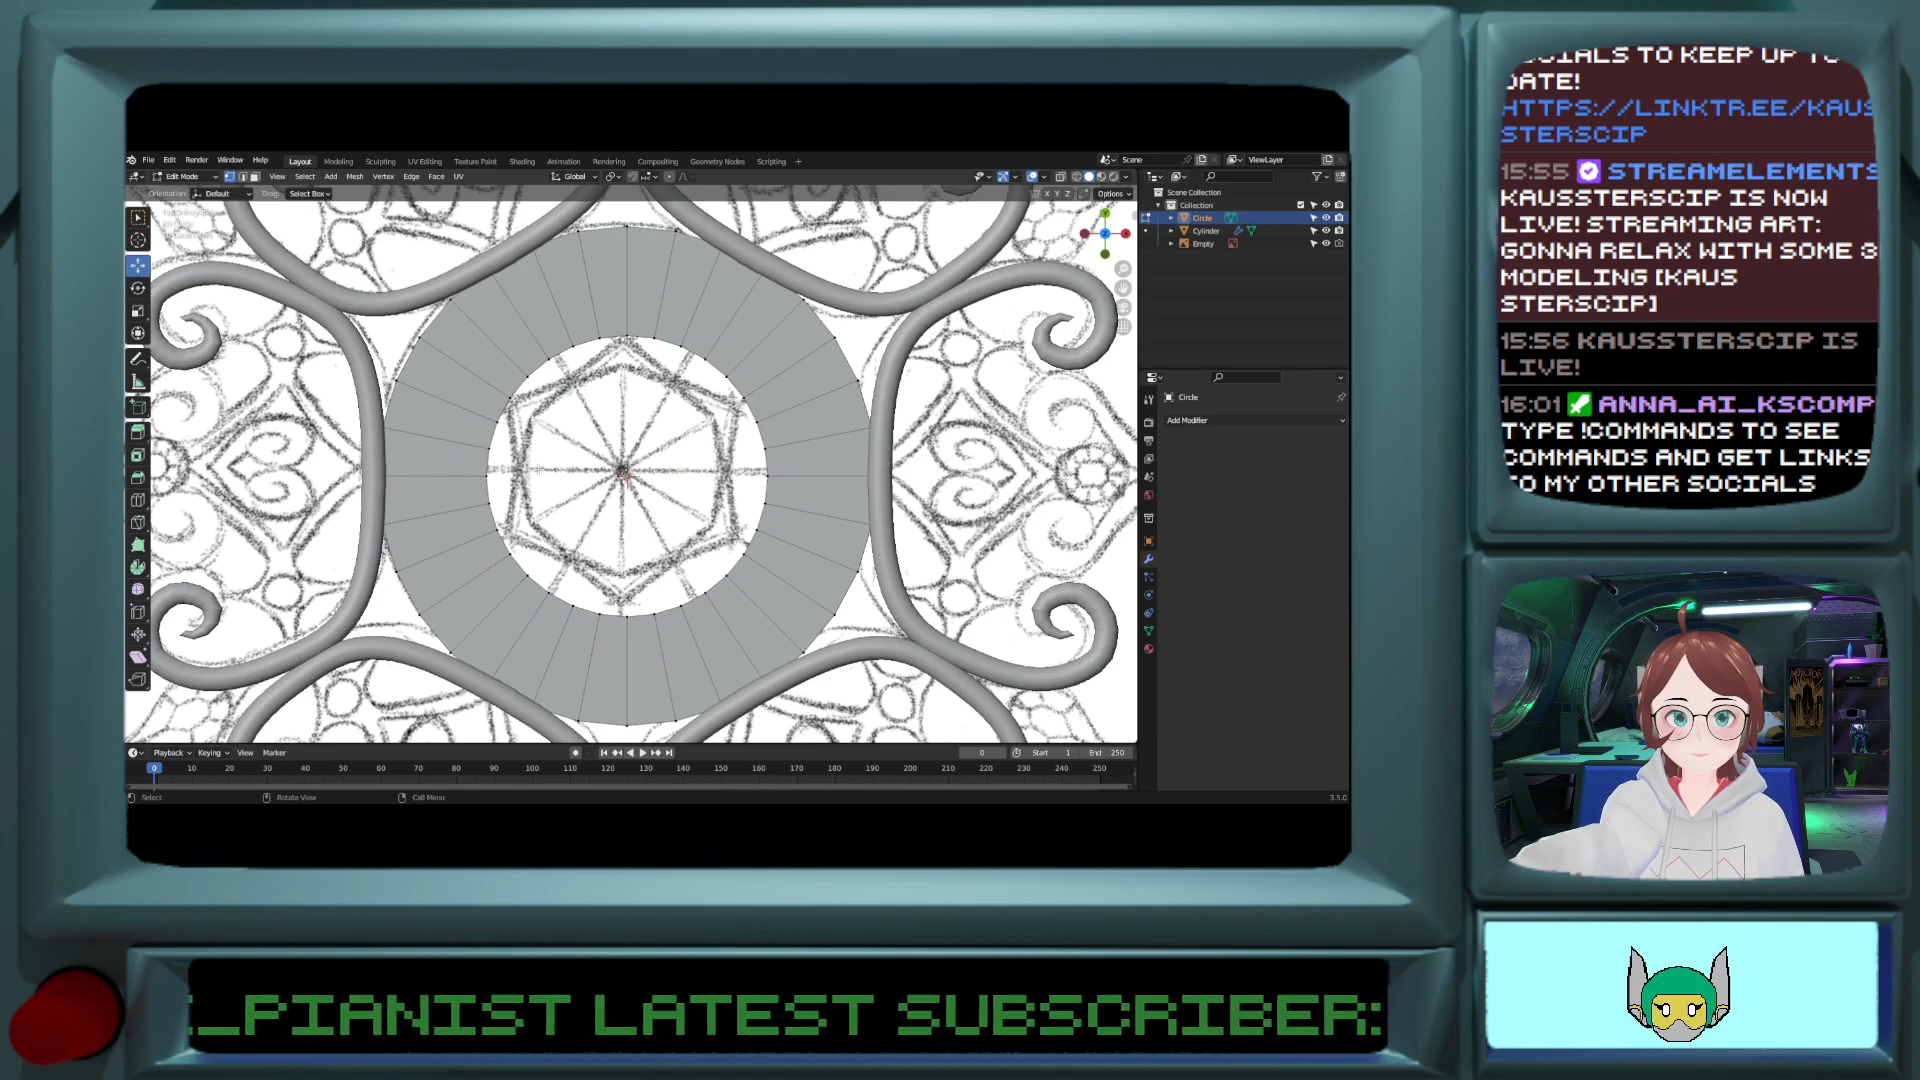 File Edit Render Window Help Layout Modeling Sculpting UV Editing Texture Paint Shading Animation Rendering Compositing Geometry Nodes Scripting + Scene ViewLayer
Edit Mode View Select Add Mesh Vertex Edge Face UV Global
Orientation: Default Drag: Select Box X Y Z Options
Scene Collection
Collection
Circle
Cylinder
Empty
Circle
Add Modifier
Playback Keying View Marker 0 Start 1 End 250
0 10 20 30 40 50 60 70 80 90 100 110 120 130 140 150 160 170 180 190 200 210 220 230 240 250
Select Rotate View Call Menu 3.5.0
TO KEEP UP
DATE!
HTTPS://LINKTR.EE/KAUS
STERSCIP
15:55 STREAMELEMENTS
KAUSSTERSCIP IS NOW
LIVE! STREAMING ART:
GONNA RELAX WITH SOME 3
MODELING [KAUS
STERSCIP]
15:56 KAUSSTERSCIP IS
LIVE!
16:01 ANNA_AI_KSCOMP
TYPE !COMMANDS TO SEE
COMMANDS AND GET LINKS
TO MY OTHER SOCIALS
_PIANIST LATEST SUBSCRIBER: